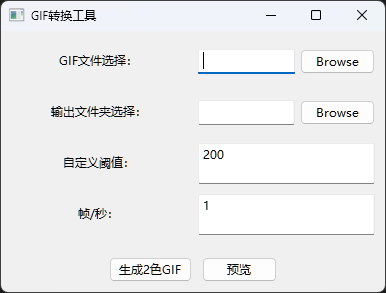 GIF转换工具
GIF文件选择： Browse
输出文件夹选择： Browse
自定义阈值： 200
帧/秒： 1
生成2色GIF 预览